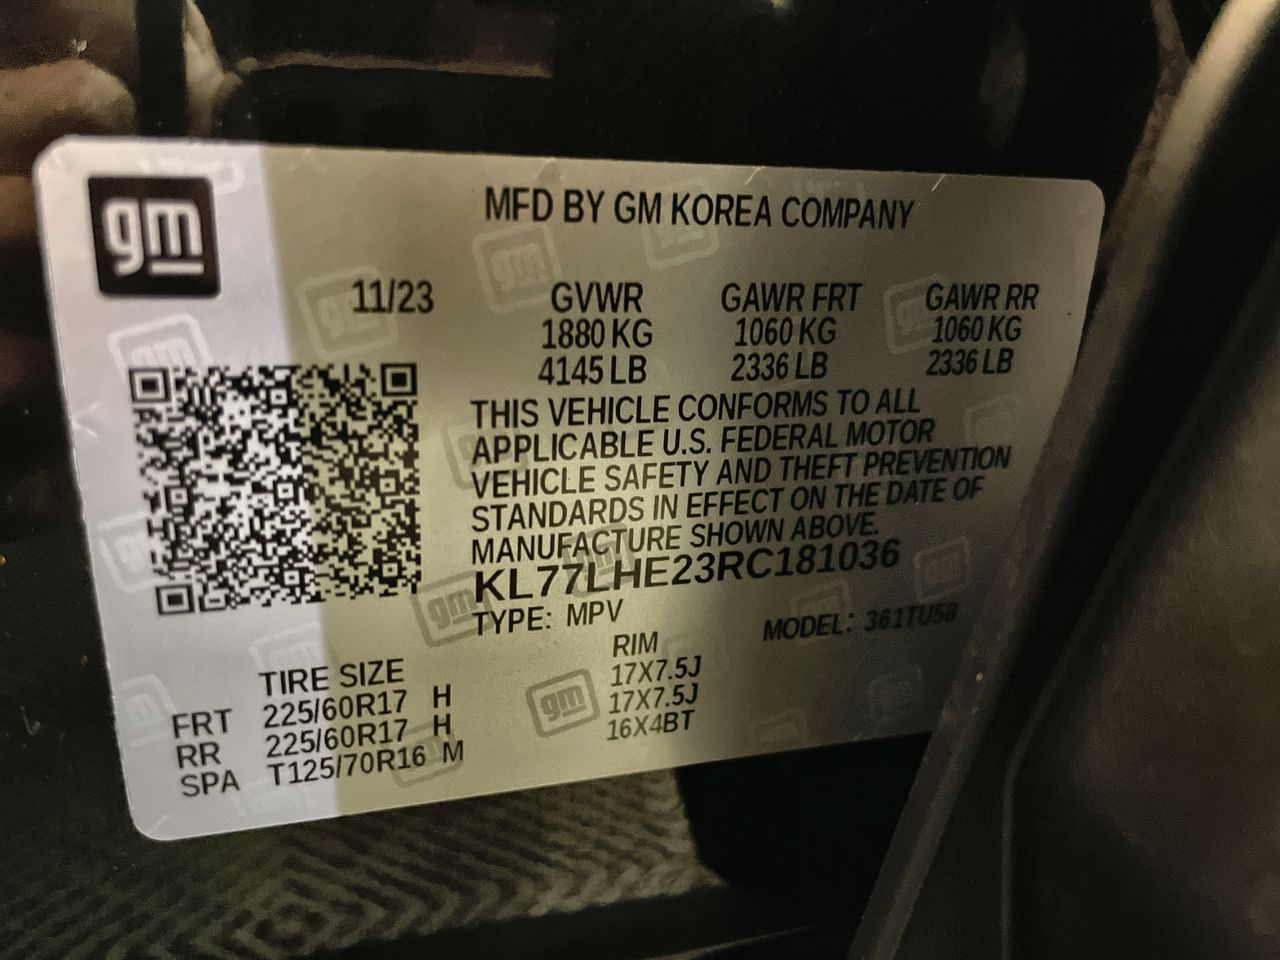 gm
MFD BY GM KOREA COMPANY
11/23 GVWR GAWR FRT GAWR RR
1880 KG 1060 KG 1060 KG
4145 LB 2336 LB 2336 LB
THIS VEHICLE CONFORMS TO ALL
APPLICABLE U.S. FEDERAL MOTOR
VEHICLE SAFETY AND THEFT PREVENTION
STANDARDS IN EFFECT ON THE DATE OF
MANUFACTURE SHOWN ABOVE.
KL77LHE23RC181036
TYPE: MPV MODEL: 361TU58
TIRE SIZE RIM
FRT 225/60R17 H 17X7.5J
RR 225/60R17 H 17X7.5J
SPA T125/70R16 M 16X4BT